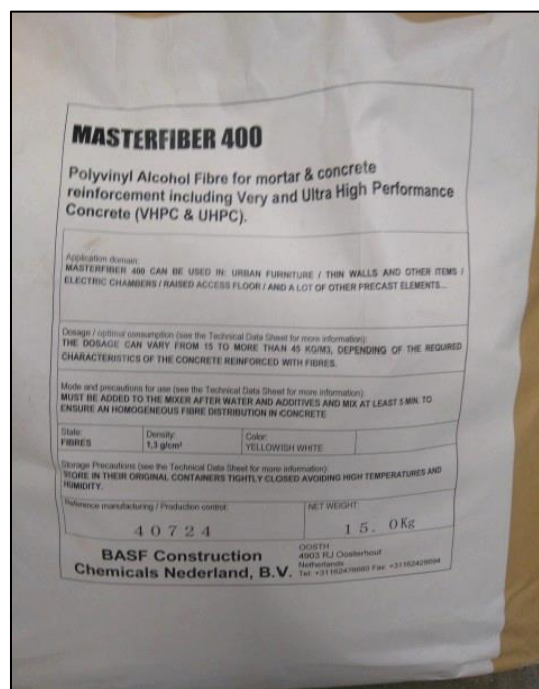 MASTERFIBER 400
Polyvinyl Alcohol Fibre for mortar & concrete
reinforcement including Very and Ultra High Performance
Concrete (VHPC & UHPC).
Application domain:
MASTERFIBER 400 CAN BE USED IN: URBAN FURNITURE / THIN WALLS AND OTHER ITEMS /
ELECTRIC CHAMBERS / RAISED ACCESS FLOOR / AND A LOT OF OTHER PRECAST ELEMENTS...
Dosage / optimal consumption (see the Technical Data Sheet for more information):
THE DOSAGE CAN VARY FROM 15 TO MORE THAN 45 KG/M3, DEPENDING OF THE REQUIRED
CHARACTERISTICS OF THE CONCRETE REINFORCED WITH FIBRES.
Mode and precautions for use (see the Technical Data Sheet for more information):
MUST BE ADDED TO THE MIXER AFTER WATER AND ADDITIVES AND MIX AT LEAST 5 MIN. TO
ENSURE AN HOMOGENEOUS FIBRE DISTRIBUTION IN CONCRETE
State: Density: Color:
FIBRES 1,3 g/cm³ YELLOWISH WHITE
Storage Precautions (see the Technical Data Sheet for more information):
STORE IN THEIR ORIGINAL CONTAINERS TIGHTLY CLOSED AVOIDING HIGH TEMPERATURES AND
HUMIDITY.
Reference manufacturing / Production control: NET WEIGHT:
40724 15.0Kg
BASF Construction
Chemicals Nederland, B.V.
OOSTH
4903 RJ Oosterhout
Netherlands
Tel: Fax: